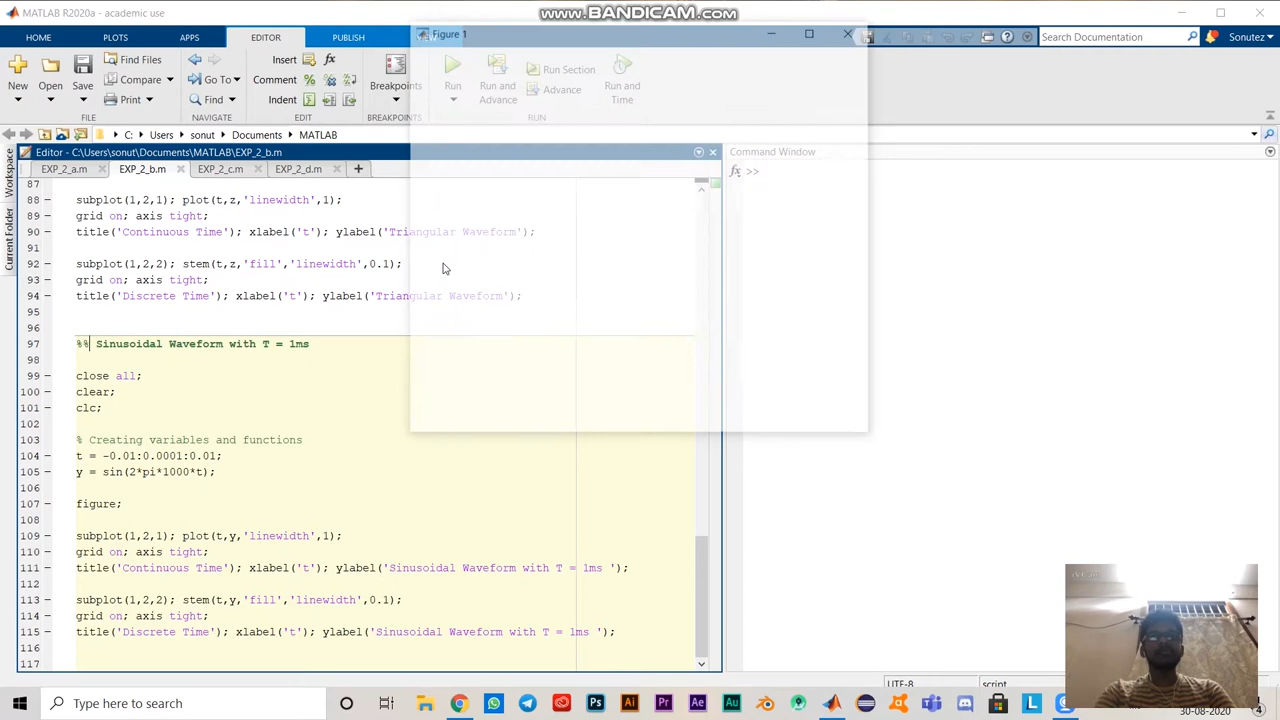 MATLAB R2020a - academic use
www.BANDICAM.com
Figure 1
HOME PLOTS APPS EDITOR PUBLISH VIEW
Search Documentation
Sonutez
New Open Save Find Files Compare Print
Go To Find
Insert Comment Indent
Breakpoints
Run Run and Advance Run Section Advance Run and Time
FILE NAVIGATE EDIT BREAKPOINTS RUN
C: Users sonut Documents MATLAB
Workspace
Current Folder
Editor - C:\Users\sonut\Documents\MATLAB\EXP_2_b.m
EXP_2_a.m EXP_2_b.m EXP_2_c.m EXP_2_d.m
87
88 subplot(1,2,1); plot(t,z,'linewidth',1);
89 grid on; axis tight;
90 title('Continuous Time'); xlabel('t'); ylabel('Triangular Waveform');
91
92 subplot(1,2,2); stem(t,z,'fill','linewidth',0.1);
93 grid on; axis tight;
94 title('Discrete Time'); xlabel('t'); ylabel('Triangular Waveform');
95
96
97 %% Sinusoidal Waveform with T = 1ms
98
99 close all;
100 clear;
101 clc;
102
103 % Creating variables and functions
104 t = -0.01:0.0001:0.01;
105 y = sin(2*pi*1000*t);
106
107 figure;
108
109 subplot(1,2,1); plot(t,y,'linewidth',1);
110 grid on; axis tight;
111 title('Continuous Time'); xlabel('t'); ylabel('Sinusoidal Waveform with T = 1ms ');
112
113 subplot(1,2,2); stem(t,y,'fill','linewidth',0.1);
114 grid on; axis tight;
115 title('Discrete Time'); xlabel('t'); ylabel('Sinusoidal Waveform with T = 1ms ');
116
117
Command Window
fx >>
UTF-8 script
Type here to search
30-08-2020